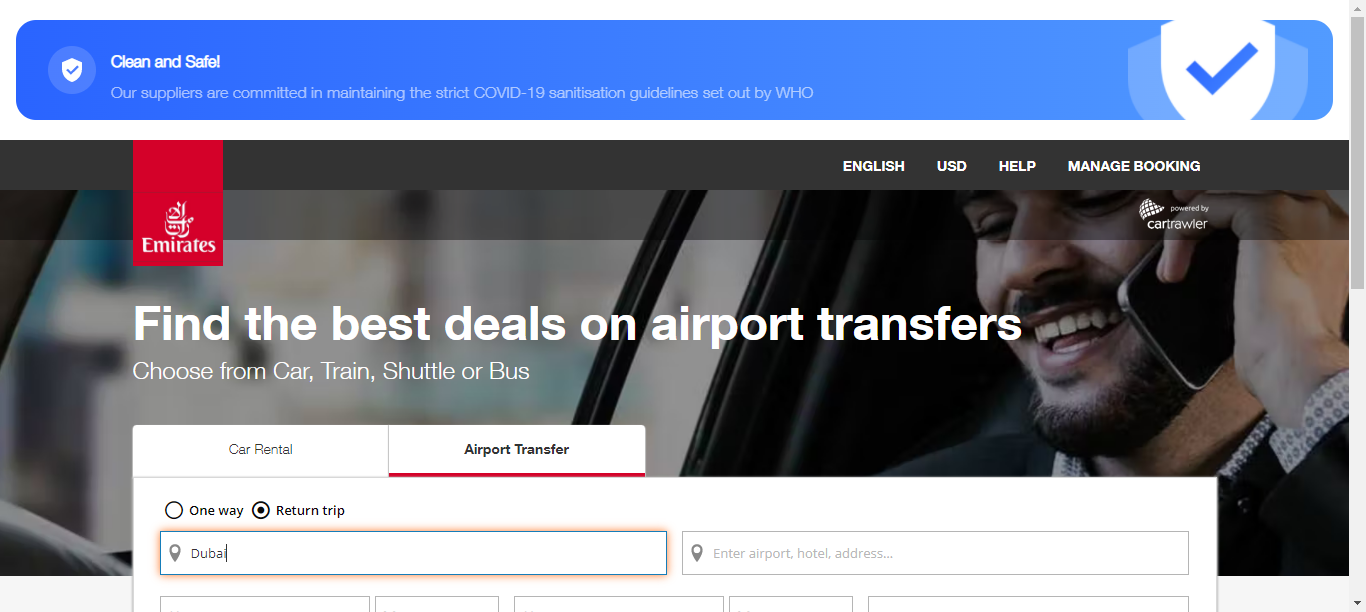 Clean and Safe!
Our suppliers are committed in maintaining the strict COVID-19 sanitisation guidelines set out by WHO
ENGLISH USD HELP MANAGE BOOKING
Emirates
powered by
cartrawler
Find the best deals on airport transfers
Choose from Car, Train, Shuttle or Bus
Car Rental Airport Transfer
One way Return trip
Dubai Enter airport, hotel, address...